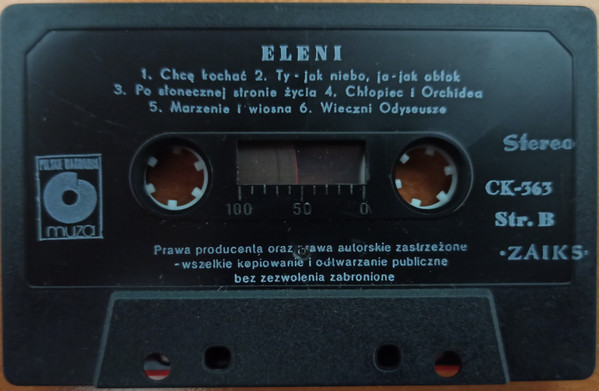 ELENI
1. Chcę kochać 2. Ty - jak niebo, ja - jak obłok
3. Po słonecznej stronie życia 4. Chłopiec i Orchidea
5. Marzenie i wiosna 6. Wieczni Odyseusze
Stereo
POLSKIE NAGRANIA
muza
CK-363
100 50 0
Str. B
·ZAIKS·
Prawa producenta oraz prawa autorskie zastrzeżone
- wszelkie kopiowanie i odtwarzanie publiczne
bez zezwolenia zabronione